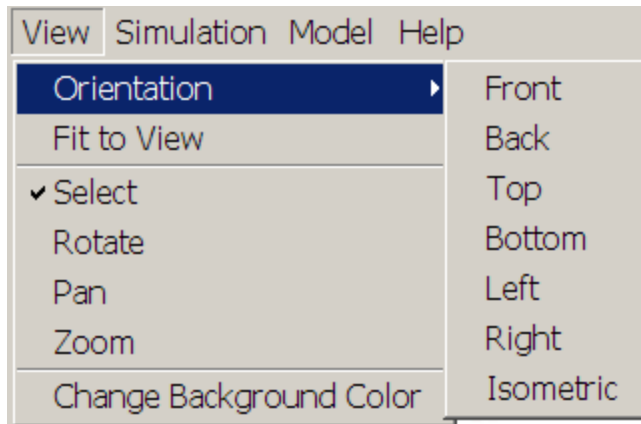 View Simulation Model Help
Orientation
Fit to View
Select
Rotate
Pan
Zoom
Change Background Color
Front
Back
Top
Bottom
Left
Right
Isometric